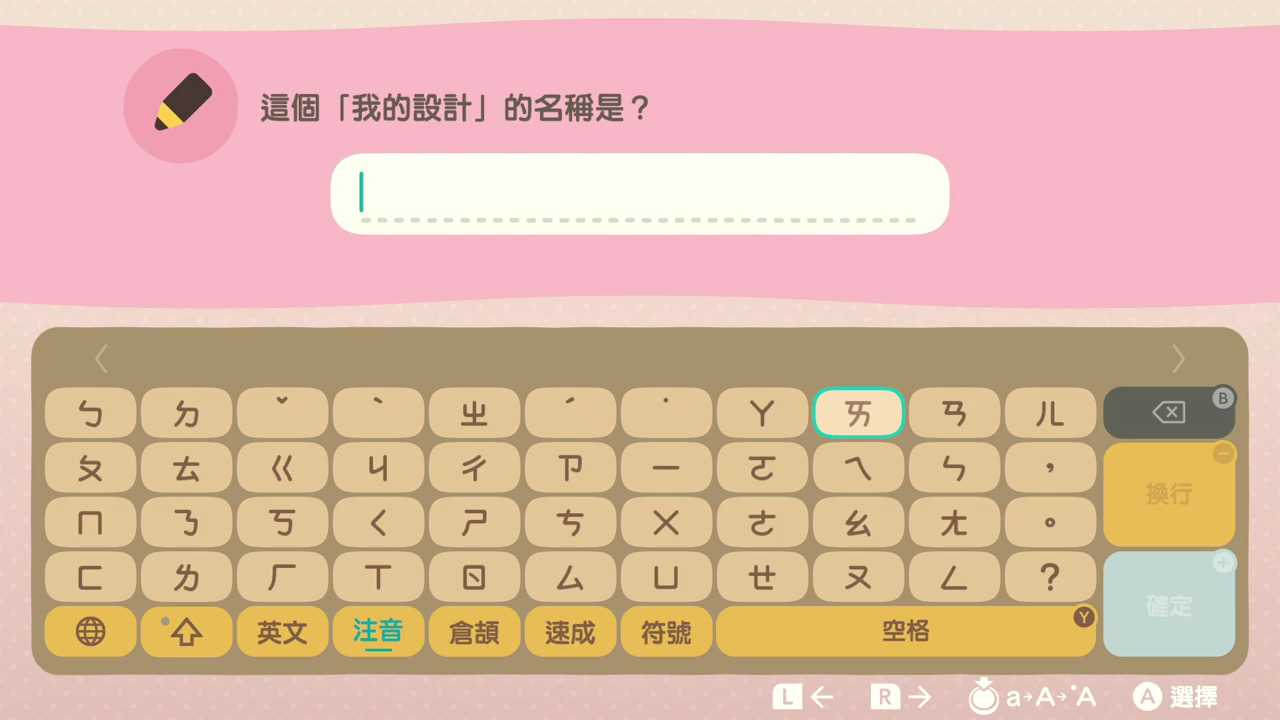 這個「我的設計」的名稱是？
ㄅ ㄉ ˇ ˋ ㄓ ˊ ˙ ㄚ ㄞ ㄢ ㄦ B
ㄆ ㄊ ㄍ ㄐ ㄔ ㄗ ㄧ ㄛ ㄟ ㄣ ， 換行
ㄇ ㄋ ㄎ ㄑ ㄕ ㄘ ㄨ ㄜ ㄠ ㄤ 。
ㄈ ㄌ ㄏ ㄒ ㄖ ㄙ ㄩ ㄝ ㄡ ㄥ ? 確定
英文 注音 倉頡 速成 符號 空格 Y
L ← R → a→A→˙A A 選擇